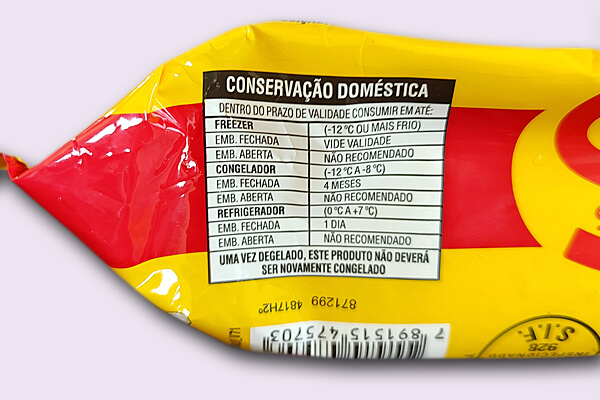 CONSERVAÇÃO DOMÉSTICA
DENTRO DO PRAZO DE VALIDADE CONSUMIR EM ATÉ:
FREEZER (-12 °C OU MAIS FRIO)
EMB. FECHADA VIDE VALIDADE
EMB. ABERTA NÃO RECOMENDADO
CONGELADOR (-12 °C A -8 °C)
EMB. FECHADA 4 MESES
EMB. ABERTA NÃO RECOMENDADO
REFRIGERADOR (0 °C A +7 °C)
EMB. FECHADA 1 DIA
EMB. ABERTA NÃO RECOMENDADO
UMA VEZ DEGELADO, ESTE PRODUTO NÃO DEVERÁ
SER NOVAMENTE CONGELADO
871299 4817H2º
7 891515 475703
928
S.I.F.